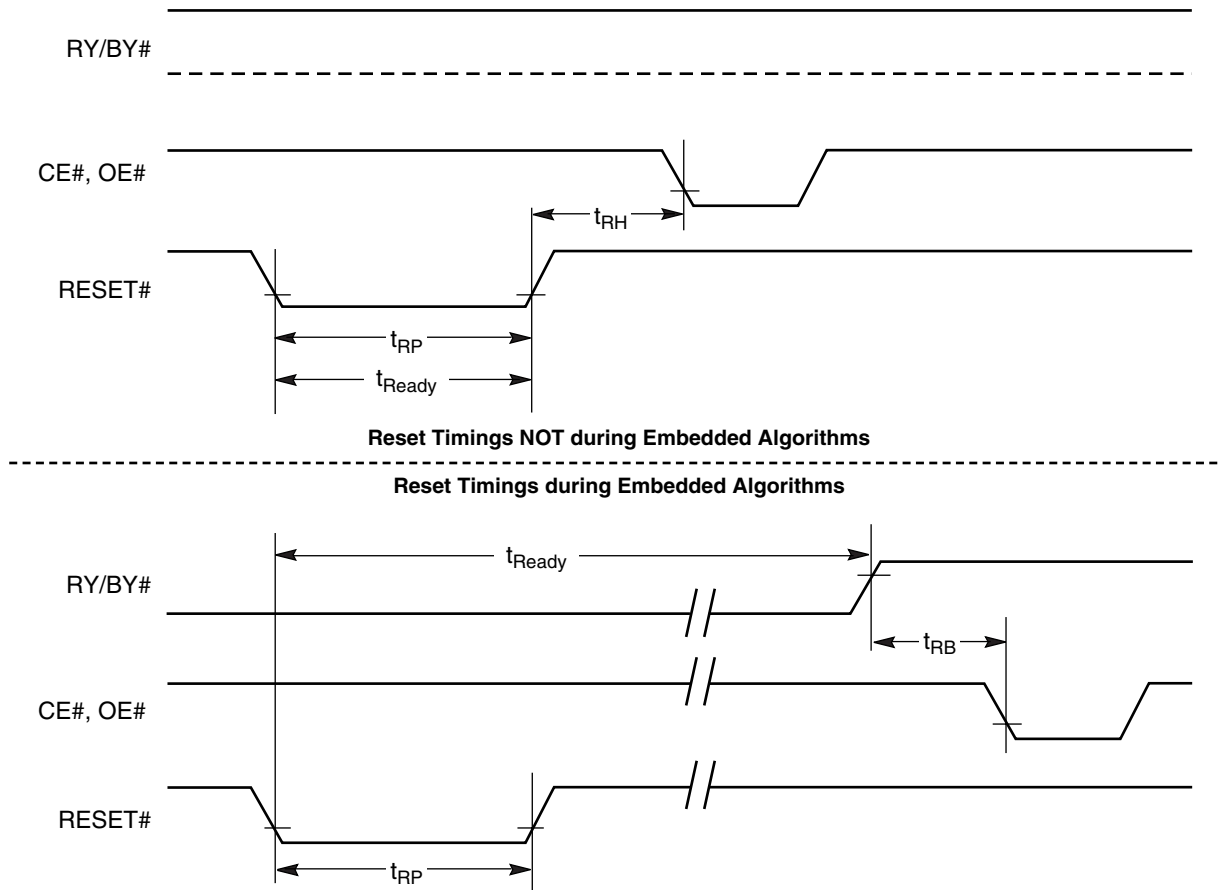 RY/BY#
CE#, OE#
tRH
RESET#
tRP
tReady
Reset Timings NOT during Embedded Algorithms
Reset Timings during Embedded Algorithms
tReady
RY/BY#
tRB
CE#, OE#
RESET#
tRP